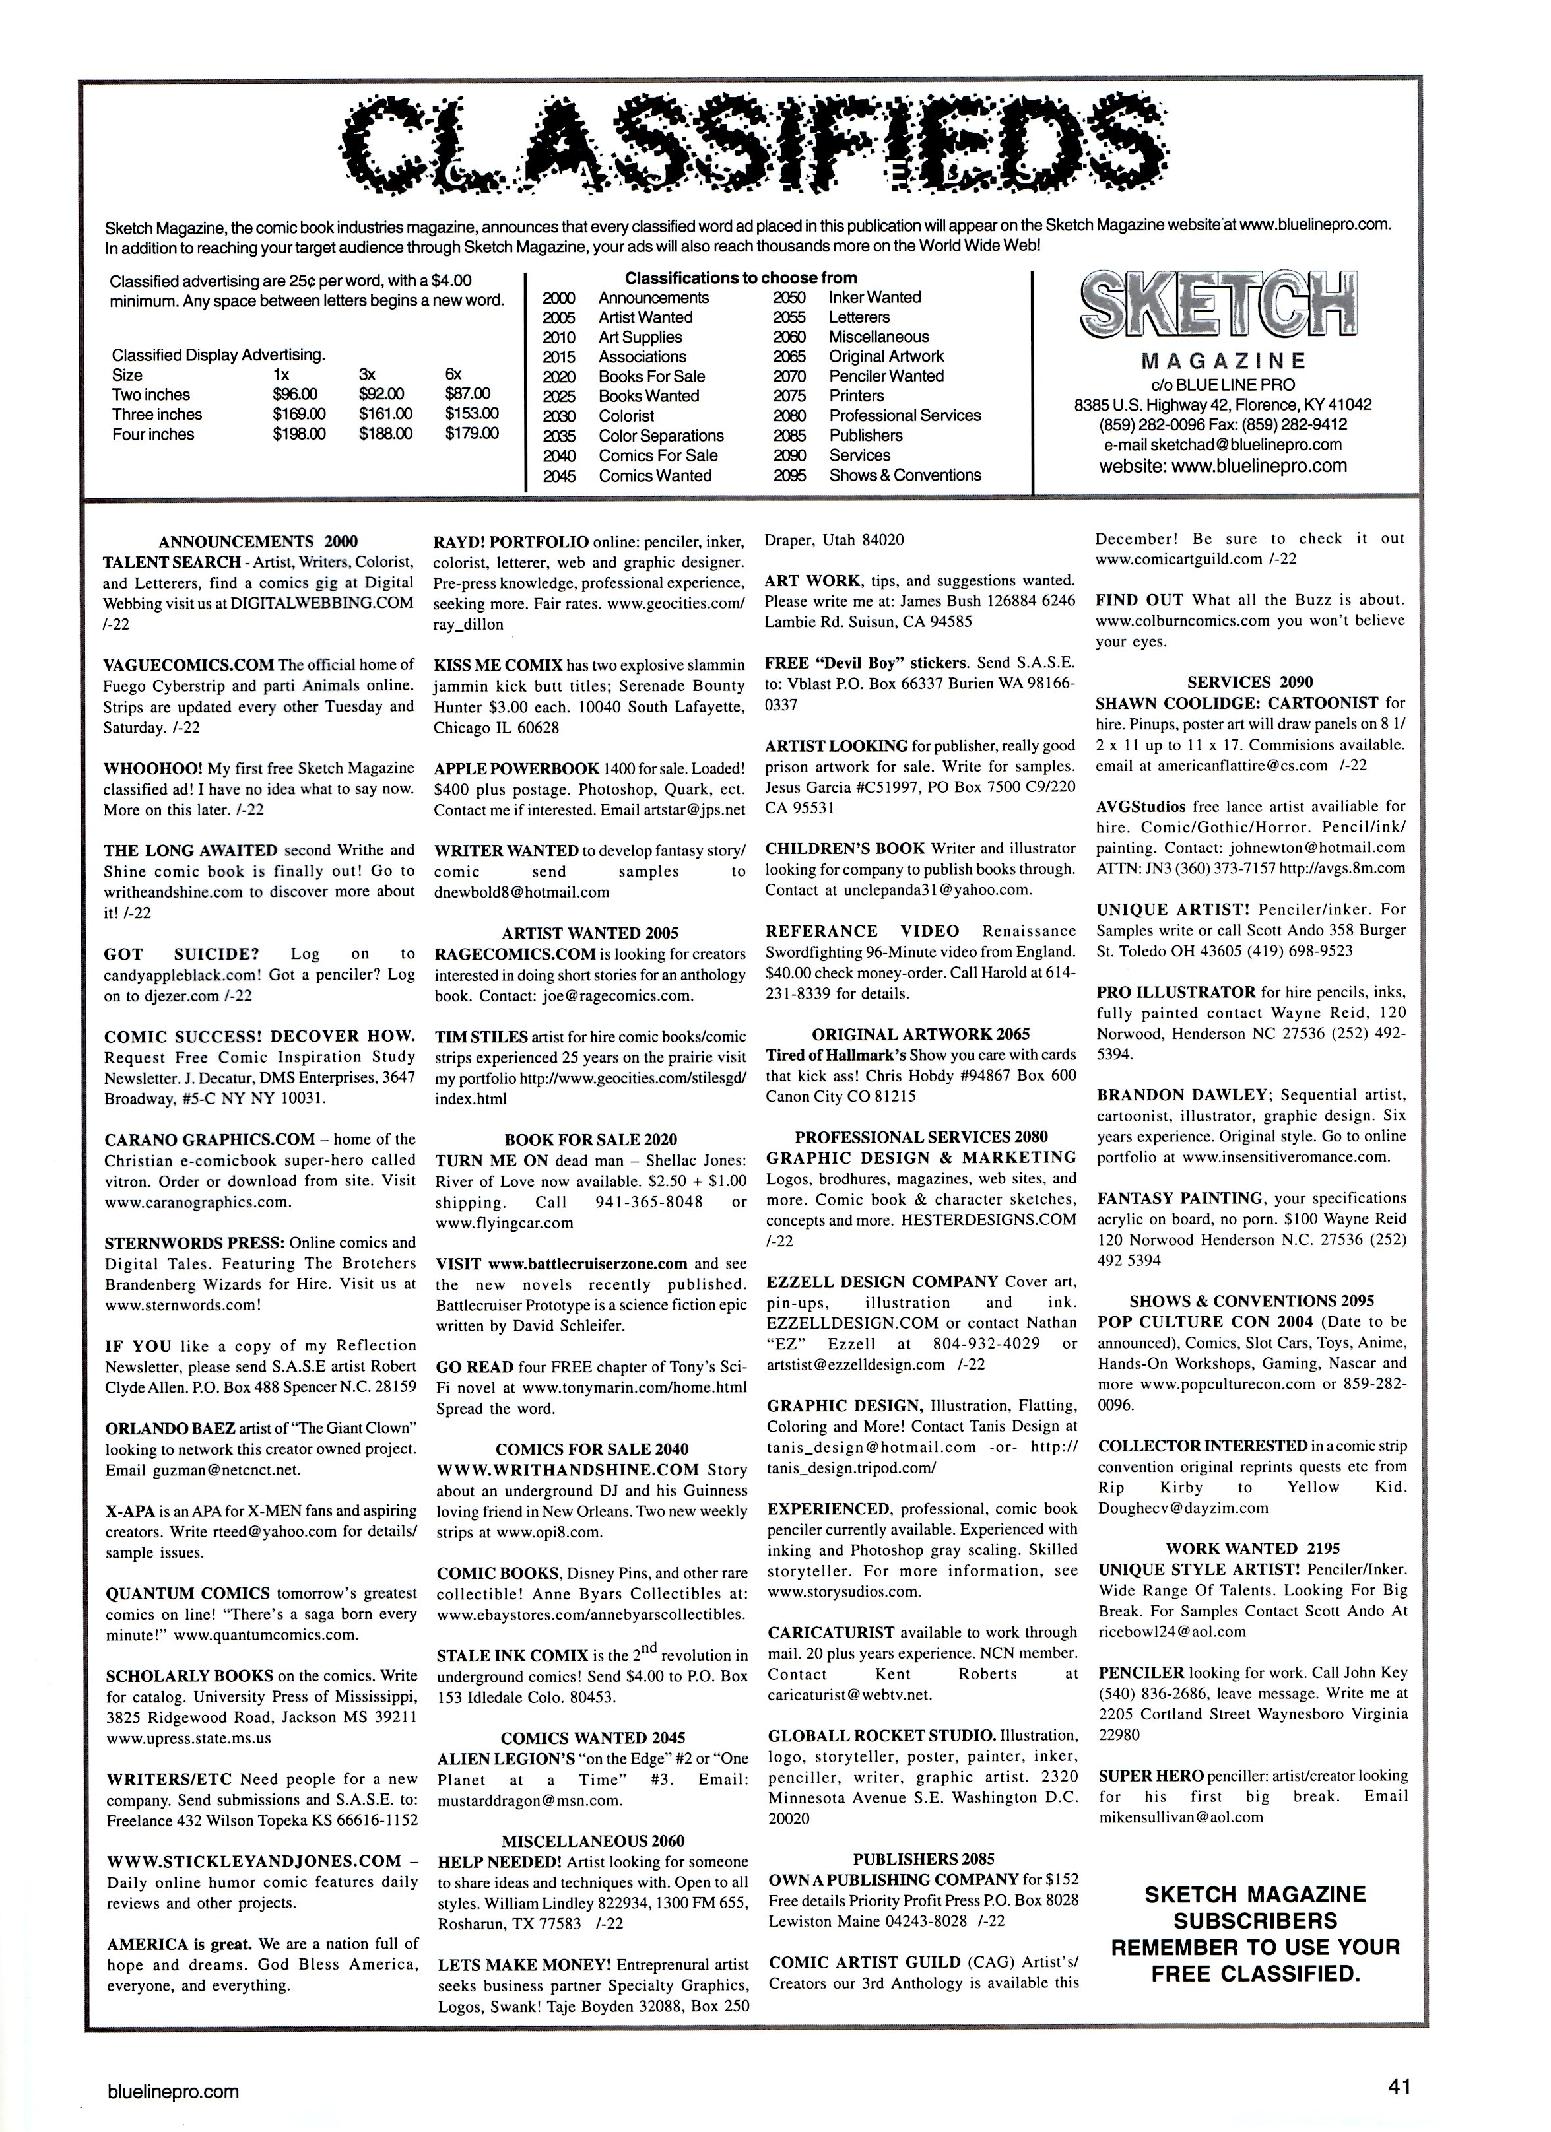 CLASSIFIEDS
Sketch Magazine, the comic book industries magazine, announces that every classified word ad placed in this publication will appear on the Sketch Magazine website at www.bluelinepro.com.
In addition to reaching your target audience through Sketch Magazine, your ads will also reach thousands more on the World Wide Web!
Classified advertising are 25¢ per word, with a $4.00
minimum. Any space between letters begins a new word.
Classified Display Advertising.
Size 1x 3x 6x
Two inches $96.00 $92.00 $87.00
Three inches $169.00 $161.00 $153.00
Four inches $198.00 $188.00 $179.00
Classifications to choose from
2000 Announcements 2050 Inker Wanted
2005 Artist Wanted 2055 Letterers
2010 Art Supplies 2060 Miscellaneous
2015 Associations 2065 Original Artwork
2020 Books For Sale 2070 Penciler Wanted
2025 Books Wanted 2075 Printers
2030 Colorist 2080 Professional Services
2035 Color Separations 2085 Publishers
2040 Comics For Sale 2090 Services
2045 Comics Wanted 2095 Shows & Conventions
SKETCH
MAGAZINE
c/o BLUE LINE PRO
8385 U.S. Highway 42, Florence, KY 41042
(859) 282-0096 Fax: (859) 282-9412
e-mail sketchad@bluelinepro.com
website: www.bluelinepro.com
ANNOUNCEMENTS 2000
TALENT SEARCH - Artist, Writers, Colorist,
and Letterers, find a comics gig at Digital
Webbing visit us at DIGITALWEBBING.COM
/-22
VAGUECOMICS.COM The official home of
Fuego Cyberstrip and parti Animals online.
Strips are updated every other Tuesday and
Saturday. /-22
WHOOHOO! My first free Sketch Magazine
classified ad! I have no idea what to say now.
More on this later. /-22
THE LONG AWAITED second Writhe and
Shine comic book is finally out! Go to
writheandshine.com to discover more about
it! /-22
GOT SUICIDE? Log on to
candyappleblack.com! Got a penciler? Log
on to djezer.com /-22
COMIC SUCCESS! DECOVER HOW.
Request Free Comic Inspiration Study
Newsletter. J. Decatur, DMS Enterprises, 3647
Broadway, #5-C NY NY 10031.
CARANO GRAPHICS.COM – home of the
Christian e-comicbook super-hero called
vitron. Order or download from site. Visit
www.caranographics.com.
STERNWORDS PRESS: Online comics and
Digital Tales. Featuring The Brotehers
Brandenberg Wizards for Hire. Visit us at
www.sternwords.com!
IF YOU like a copy of my Reflection
Newsletter, please send S.A.S.E artist Robert
Clyde Allen. P.O. Box 488 Spencer N.C. 28159
ORLANDO BAEZ artist of "The Giant Clown"
looking to network this creator owned project.
Email guzman@netcnct.net.
X-APA is an APA for X-MEN fans and aspiring
creators. Write rteed@yahoo.com for details/
sample issues.
QUANTUM COMICS tomorrow's greatest
comics on line! "There's a saga born every
minute!" www.quantumcomics.com.
SCHOLARLY BOOKS on the comics. Write
for catalog. University Press of Mississippi,
3825 Ridgewood Road, Jackson MS 39211
www.upress.state.ms.us
WRITERS/ETC Need people for a new
company. Send submissions and S.A.S.E. to:
Freelance 432 Wilson Topeka KS 66616-1152
WWW.STICKLEYANDJONES.COM –
Daily online humor comic features daily
reviews and other projects.
AMERICA is great. We are a nation full of
hope and dreams. God Bless America,
everyone, and everything.
RAYD! PORTFOLIO online: penciler, inker,
colorist, letterer, web and graphic designer.
Pre-press knowledge, professional experience,
seeking more. Fair rates. www.geocities.com/
ray_dillon
KISS ME COMIX has two explosive slammin
jammin kick butt titles; Serenade Bounty
Hunter $3.00 each. 10040 South Lafayette,
Chicago IL 60628
APPLE POWERBOOK 1400 for sale. Loaded!
$400 plus postage. Photoshop, Quark, ect.
Contact me if interested. Email artstar@jps.net
WRITER WANTED to develop fantasy story/
comic send samples to
dnewbold8@hotmail.com
ARTIST WANTED 2005
RAGECOMICS.COM is looking for creators
interested in doing short stories for an anthology
book. Contact: joe@ragecomics.com.
TIM STILES artist for hire comic books/comic
strips experienced 25 years on the prairie visit
my portfolio http://www.geocities.com/stilesgd/
index.html
BOOK FOR SALE 2020
TURN ME ON dead man – Shellac Jones:
River of Love now available. $2.50 + $1.00
shipping. Call 941-365-8048 or
www.flyingcar.com
VISIT www.battlecruiserzone.com and see
the new novels recently published.
Battlecruiser Prototype is a science fiction epic
written by David Schleifer.
GO READ four FREE chapter of Tony's Sci-
Fi novel at www.tonymarin.com/home.html
Spread the word.
COMICS FOR SALE 2040
WWW.WRITHANDSHINE.COM Story
about an underground DJ and his Guinness
loving friend in New Orleans. Two new weekly
strips at www.opi8.com.
COMIC BOOKS, Disney Pins, and other rare
collectible! Anne Byars Collectibles at:
www.ebaystores.com/annebyarscollectibles.
STALE INK COMIX is the 2nd revolution in
underground comics! Send $4.00 to P.O. Box
153 Idledale Colo. 80453.
COMICS WANTED 2045
ALIEN LEGION'S "on the Edge" #2 or "One
Planet at a Time" #3. Email:
mustarddragon@msn.com.
MISCELLANEOUS 2060
HELP NEEDED! Artist looking for someone
to share ideas and techniques with. Open to all
styles. William Lindley 822934, 1300 FM 655,
Rosharun, TX 77583 /-22
LETS MAKE MONEY! Entreprenural artist
seeks business partner Specialty Graphics,
Logos, Swank! Taje Boyden 32088, Box 250
Draper, Utah 84020
ART WORK, tips, and suggestions wanted.
Please write me at: James Bush 126884 6246
Lambie Rd. Suisun, CA 94585
FREE "Devil Boy" stickers. Send S.A.S.E.
to: Vblast P.O. Box 66337 Burien WA 98166-
0337
ARTIST LOOKING for publisher, really good
prison artwork for sale. Write for samples.
Jesus Garcia #C51997, PO Box 7500 C9/220
CA 95531
CHILDREN'S BOOK Writer and illustrator
looking for company to publish books through.
Contact at unclepanda31@yahoo.com.
REFERANCE VIDEO Renaissance
Swordfighting 96-Minute video from England.
$40.00 check money-order. Call Harold at 614-
231-8339 for details.
ORIGINAL ARTWORK 2065
Tired of Hallmark's Show you care with cards
that kick ass! Chris Hobdy #94867 Box 600
Canon City CO 81215
PROFESSIONAL SERVICES 2080
GRAPHIC DESIGN & MARKETING
Logos, brodhures, magazines, web sites, and
more. Comic book & character sketches,
concepts and more. HESTERDESIGNS.COM
/-22
EZZELL DESIGN COMPANY Cover art,
pin-ups, illustration and ink.
EZZELLDESIGN.COM or contact Nathan
"EZ" Ezzell at 804-932-4029 or
artstist@ezzelldesign.com /-22
GRAPHIC DESIGN, Illustration, Flatting,
Coloring and More! Contact Tanis Design at
tanis_design@hotmail.com -or- http://
tanis_design.tripod.com/
EXPERIENCED, professional, comic book
penciler currently available. Experienced with
inking and Photoshop gray scaling. Skilled
storyteller. For more information, see
www.storysudios.com.
CARICATURIST available to work through
mail. 20 plus years experience. NCN member.
Contact Kent Roberts at
caricaturist@webtv.net.
GLOBALL ROCKET STUDIO. Illustration,
logo, storyteller, poster, painter, inker,
penciller, writer, graphic artist. 2320
Minnesota Avenue S.E. Washington D.C.
20020
PUBLISHERS 2085
OWN A PUBLISHING COMPANY for $152
Free details Priority Profit Press P.O. Box 8028
Lewiston Maine 04243-8028 /-22
COMIC ARTIST GUILD (CAG) Artist's/
Creators our 3rd Anthology is available this
December! Be sure to check it out
www.comicartguild.com /-22
FIND OUT What all the Buzz is about.
www.colburncomics.com you won't believe
your eyes.
SERVICES 2090
SHAWN COOLIDGE: CARTOONIST for
hire. Pinups, poster art will draw panels on 8 1/
2 x 11 up to 11 x 17. Commisions available.
email at americanflattire@cs.com /-22
AVGStudios free lance artist availiable for
hire. Comic/Gothic/Horror. Pencil/ink/
painting. Contact: johnewton@hotmail.com
ATTN: JN3 (360) 373-7157 http://avgs.8m.com
UNIQUE ARTIST! Penciler/inker. For
Samples write or call Scott Ando 358 Burger
St. Toledo OH 43605 (419) 698-9523
PRO ILLUSTRATOR for hire pencils, inks,
fully painted contact Wayne Reid, 120
Norwood, Henderson NC 27536 (252) 492-
5394.
BRANDON DAWLEY; Sequential artist,
cartoonist, illustrator, graphic design. Six
years experience. Original style. Go to online
portfolio at www.insensitiveromance.com.
FANTASY PAINTING, your specifications
acrylic on board, no porn. $100 Wayne Reid
120 Norwood Henderson N.C. 27536 (252)
492 5394
SHOWS & CONVENTIONS 2095
POP CULTURE CON 2004 (Date to be
announced), Comics, Slot Cars, Toys, Anime,
Hands-On Workshops, Gaming, Nascar and
more www.popculturecon.com or 859-282-
0096.
COLLECTOR INTERESTED in a comic strip
convention original reprints quests etc from
Rip Kirby to Yellow Kid.
Doughecv@dayzim.com
WORK WANTED 2195
UNIQUE STYLE ARTIST! Penciler/Inker.
Wide Range Of Talents. Looking For Big
Break. For Samples Contact Scott Ando At
ricebowl24@aol.com
PENCILER looking for work. Call John Key
(540) 836-2686, leave message. Write me at
2205 Cortland Street Waynesboro Virginia
22980
SUPER HERO penciller: artist/creator looking
for his first big break. Email
mikensullivan@aol.com
SKETCH MAGAZINE
SUBSCRIBERS
REMEMBER TO USE YOUR
FREE CLASSIFIED.
bluelinepro.com
41